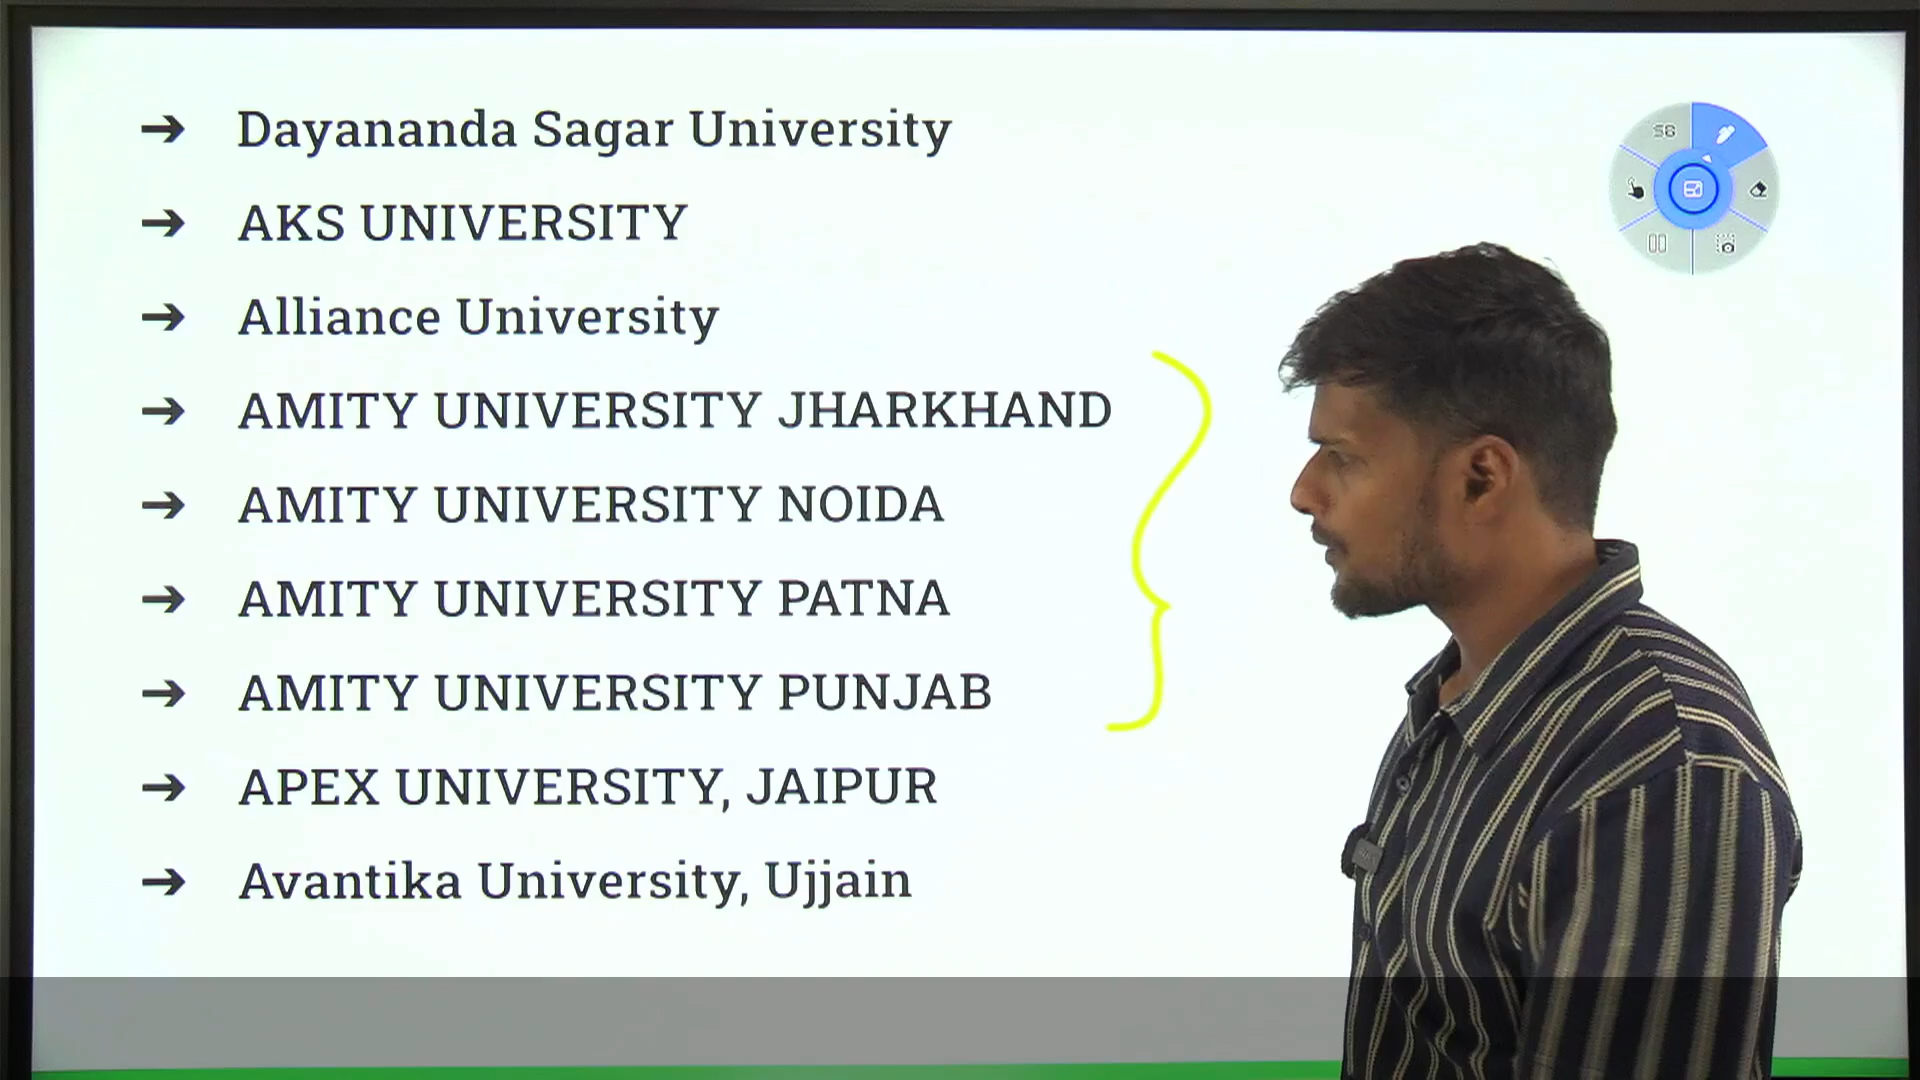 ➔ Dayananda Sagar University
➔ AKS UNIVERSITY
➔ Alliance University
➔ AMITY UNIVERSITY JHARKHAND
➔ AMITY UNIVERSITY NOIDA
➔ AMITY UNIVERSITY PATNA
➔ AMITY UNIVERSITY PUNJAB
➔ APEX UNIVERSITY, JAIPUR
➔ Avantika University, Ujjain